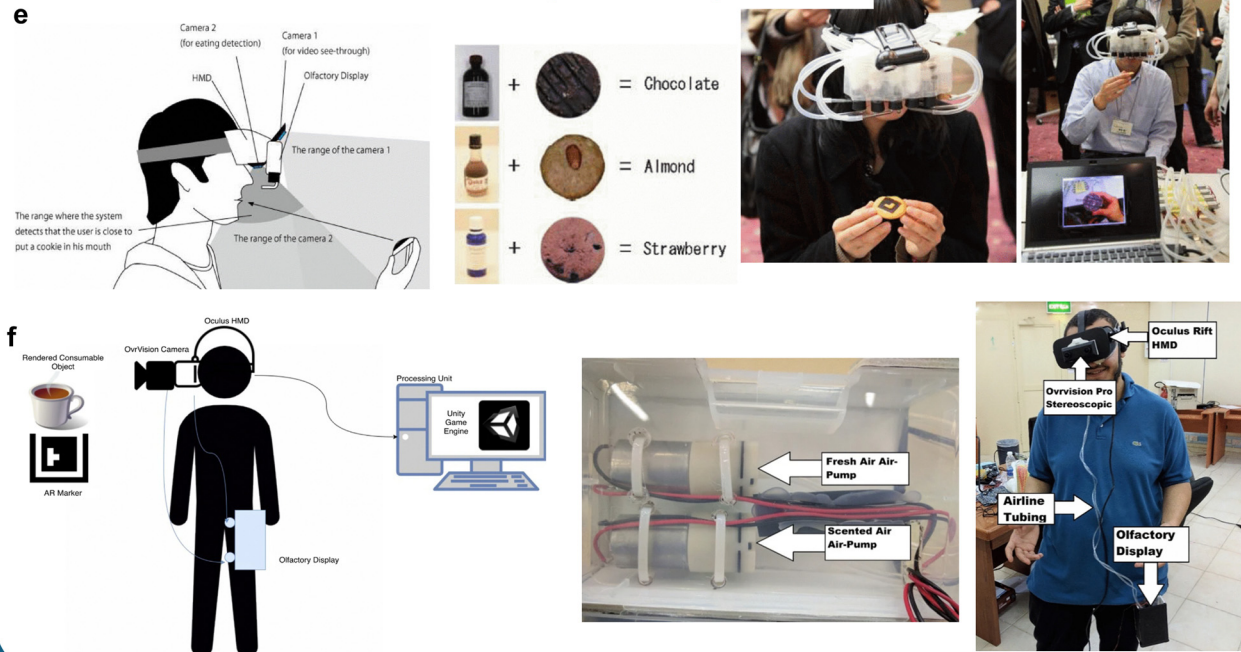 e
Camera 2
(for eating detection)
Camera 1
(for video see-through)
HMD
Olfactory Display
The range of the camera 1
The range where the system
detects that the user is close to
put a cookie in his mouth
The range of the camera 2
+ = Chocolate
+ = Almond
+ = Strawberry
f
Rendered Consumable
Object
AR Marker
Oculus HMD
OvrVision Camera
Processing Unit
Unity
Game
Engine
Olfactory Display
Fresh Air Air-
Pump
Scented Air
Air-Pump
Oculus Rift
HMD
Ovrvision Pro
Stereoscopic
Airline
Tubing
Olfactory
Display